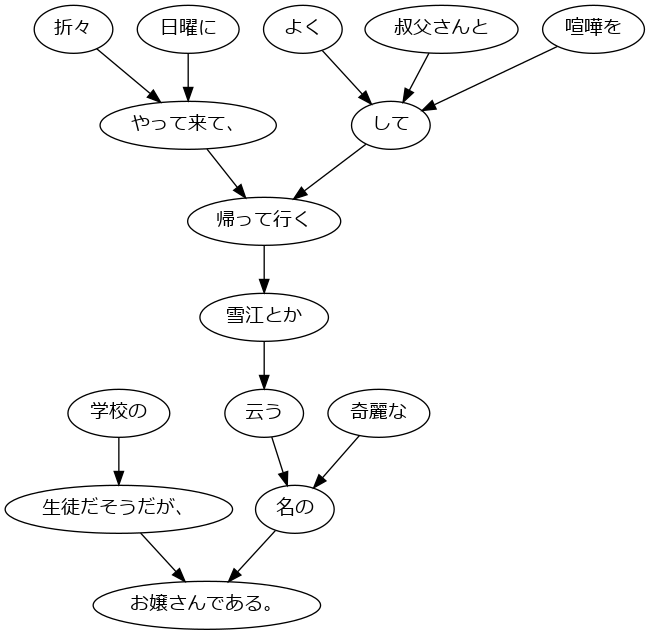 折々
日曜に
よく
叔父さんと
喧嘩を
やって来て、
して
帰って行く
雪江とか
学校の
云う
奇麗な
生徒だそうだが、
名の
お嬢さんである。